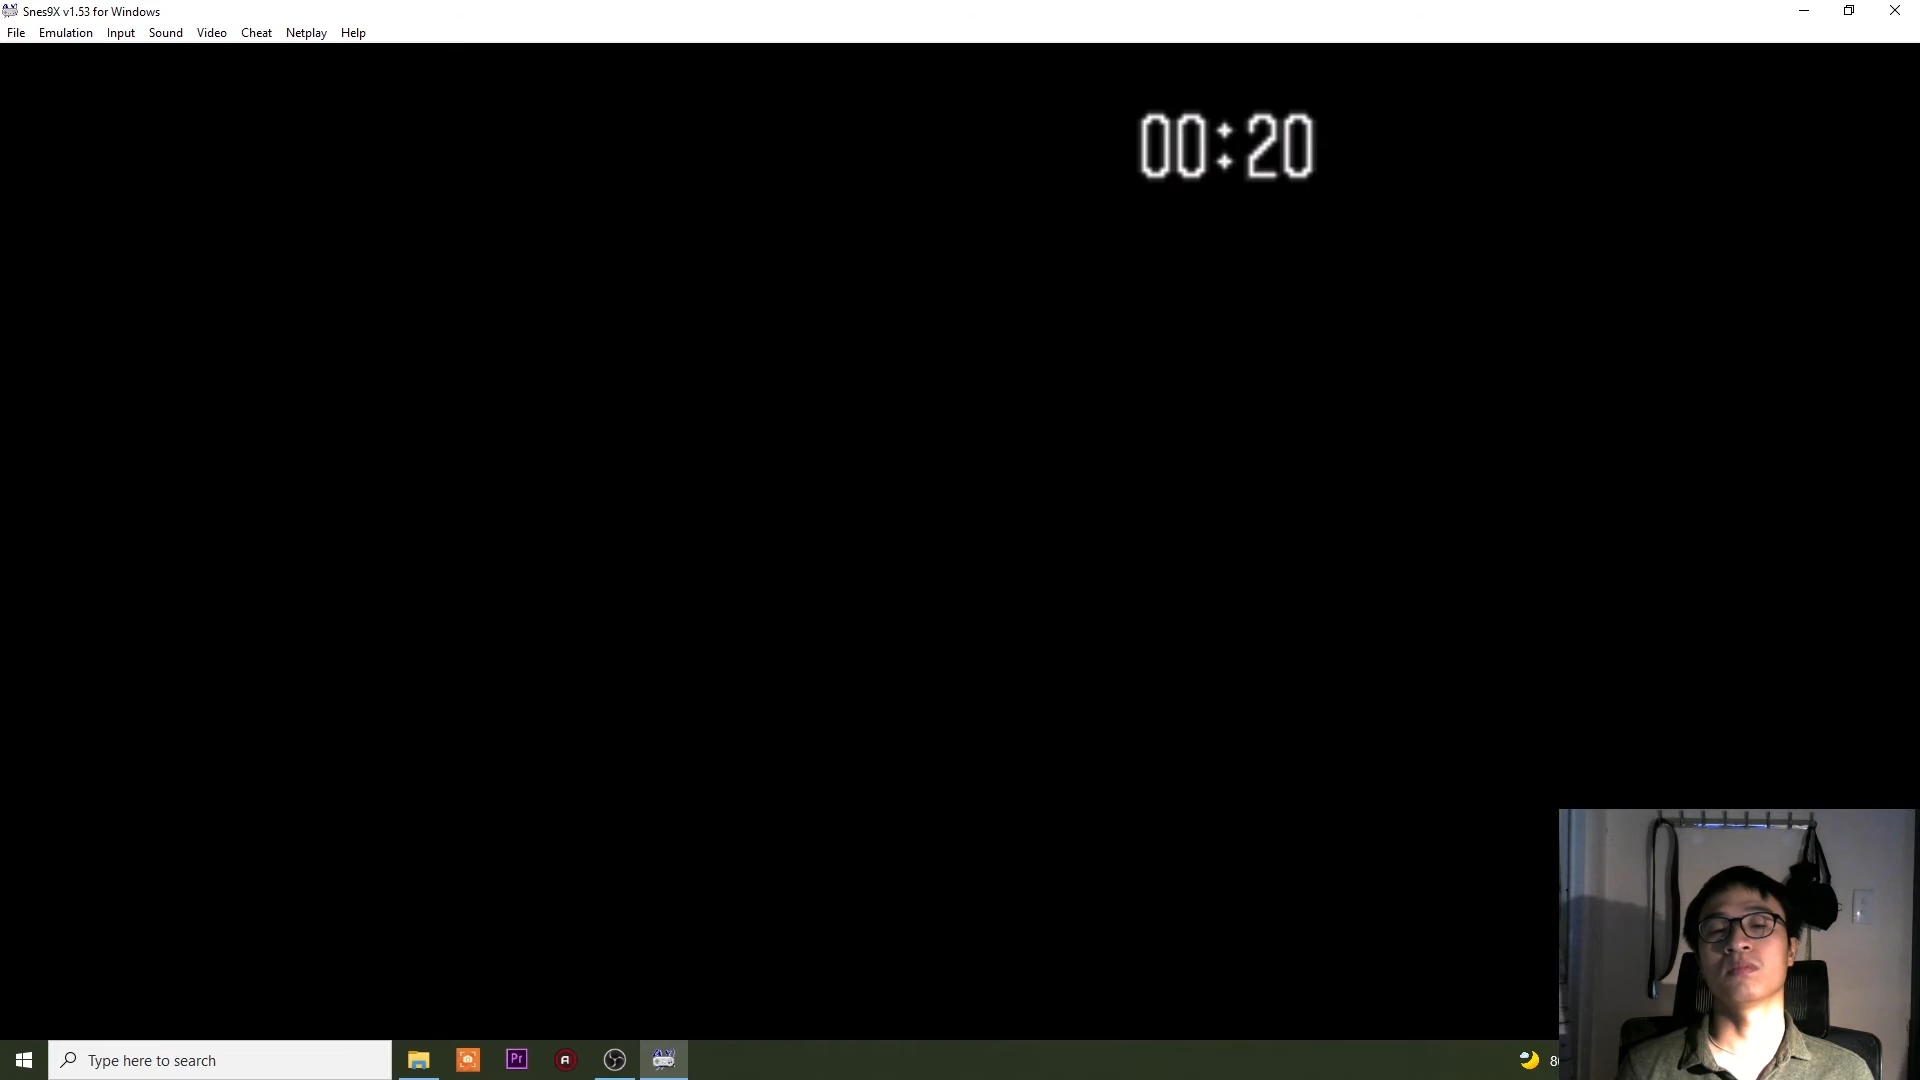 Snes9X v1.53 for Windows
File Emulation Input Sound Video Cheat Netplay Help
00:20
Type here to search
Pr